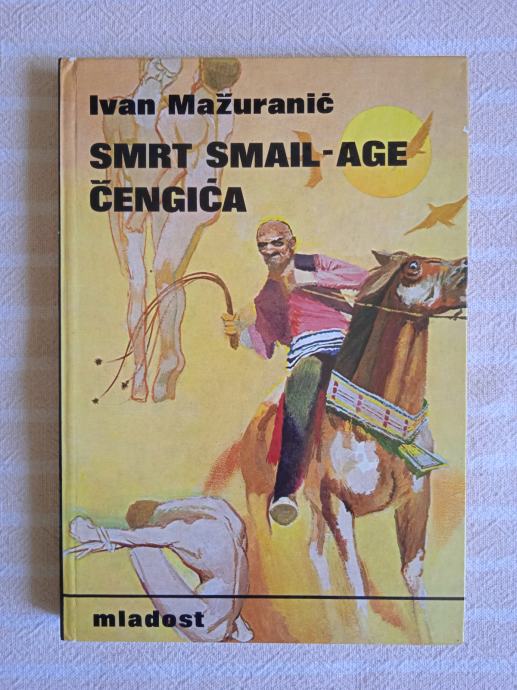 Ivan Mažuranić
SMRT SMAIL-AGE
ČENGIĆA
mladost